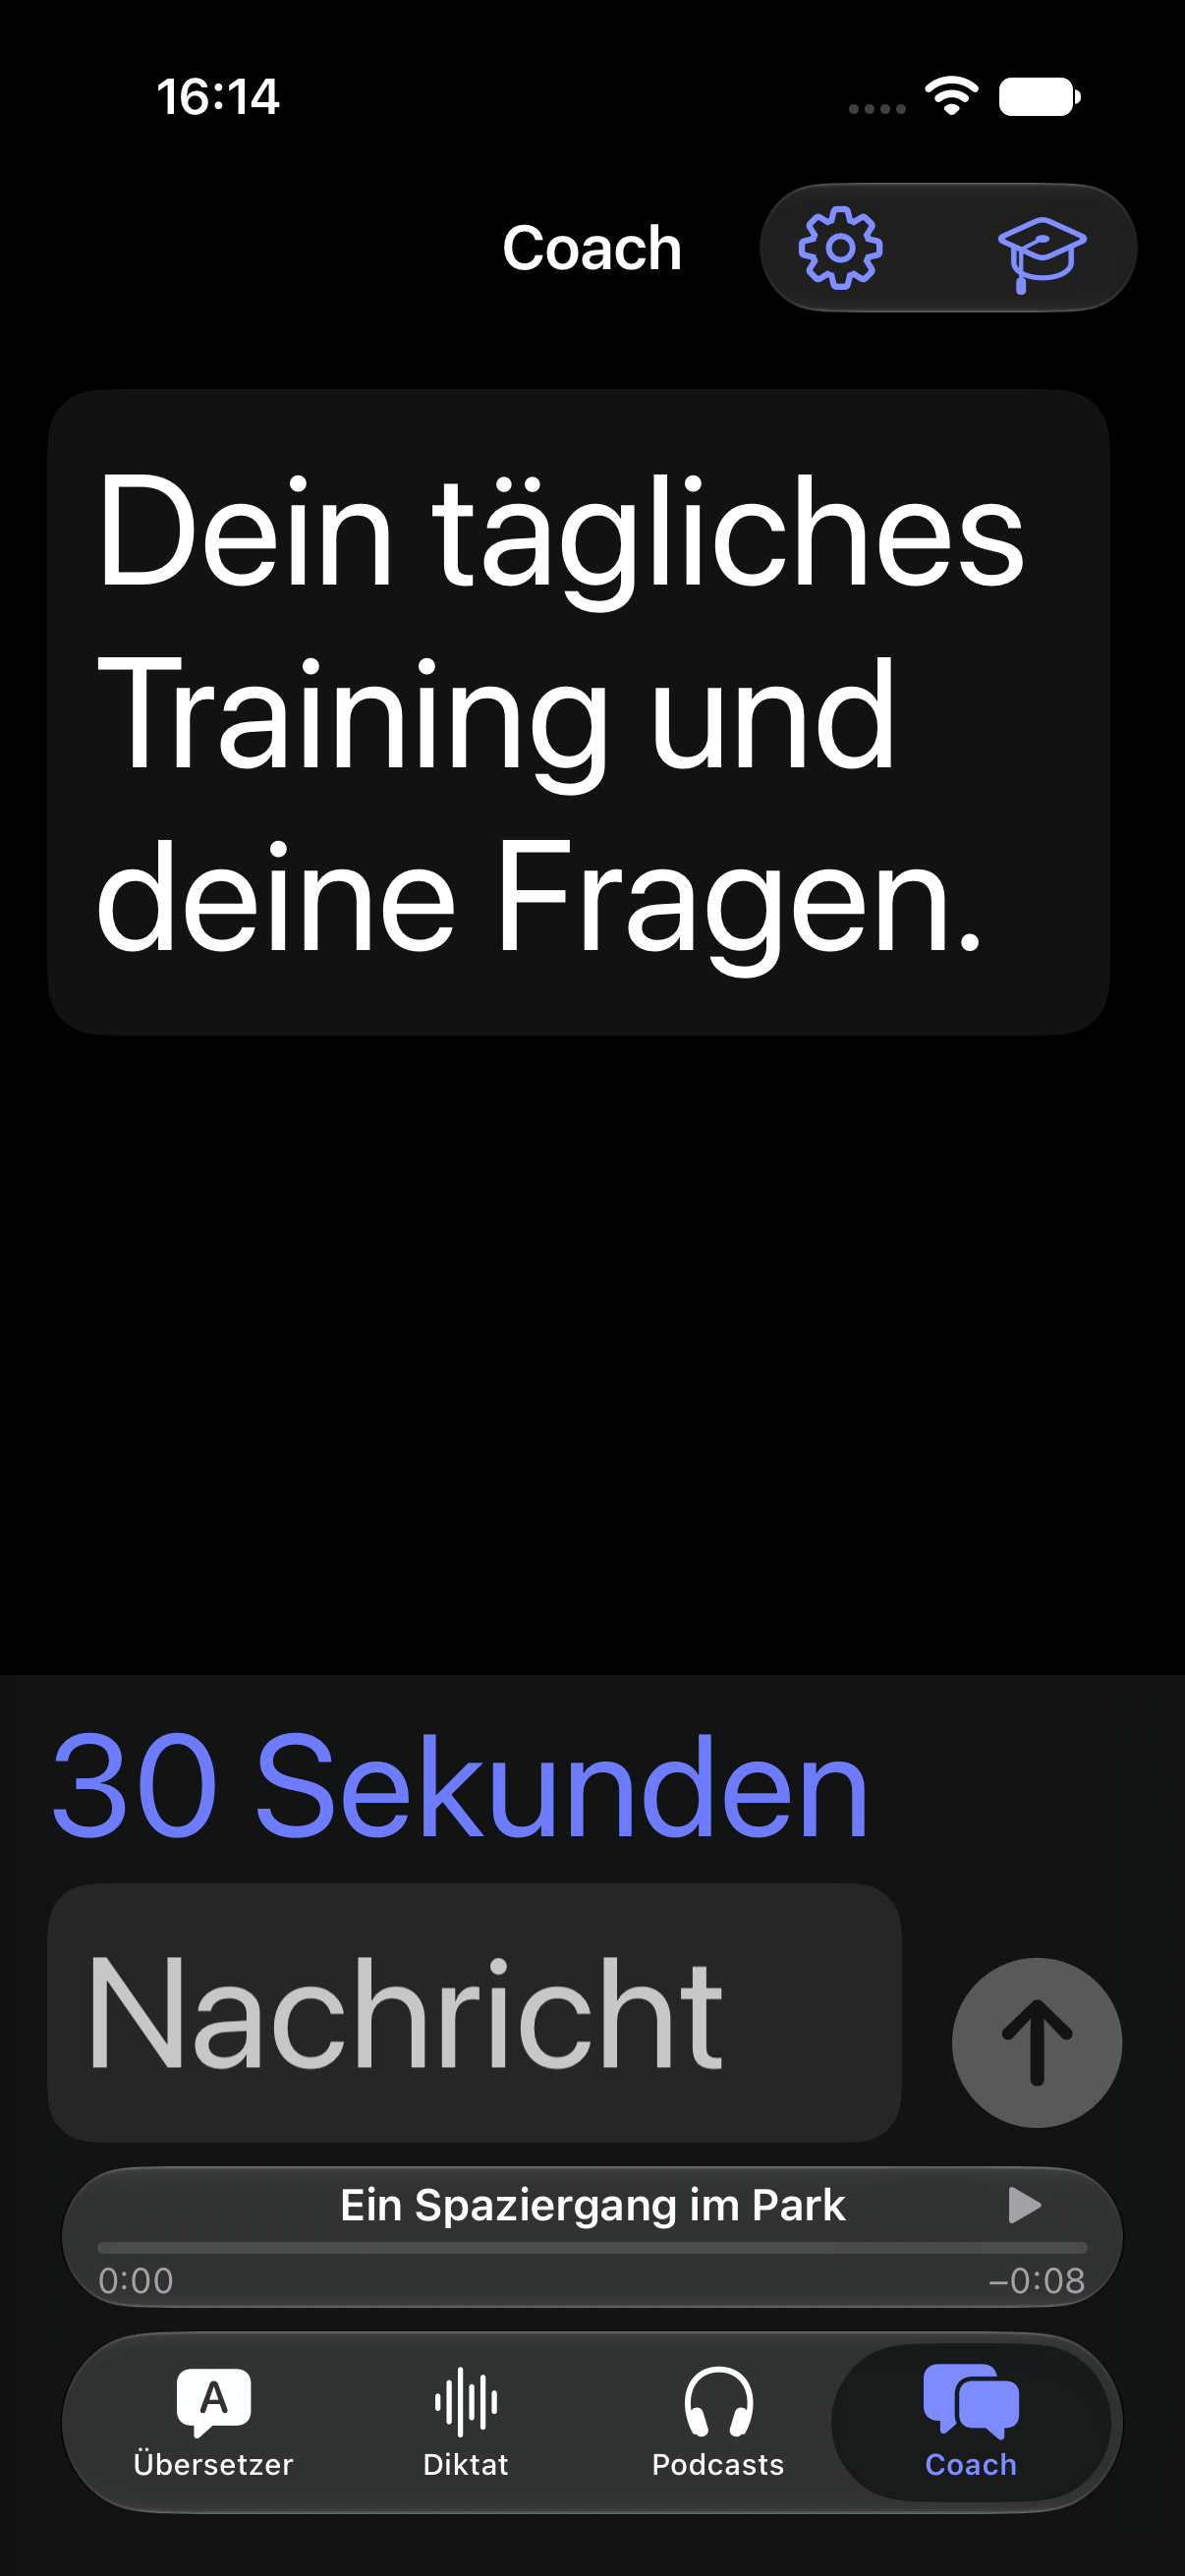 16:14
Coach
Dein tägliches
Training und
deine Fragen.
30 Sekunden
Nachricht
Ein Spaziergang im Park
0:00
–0:08
A
Übersetzer
Diktat
Podcasts
Coach